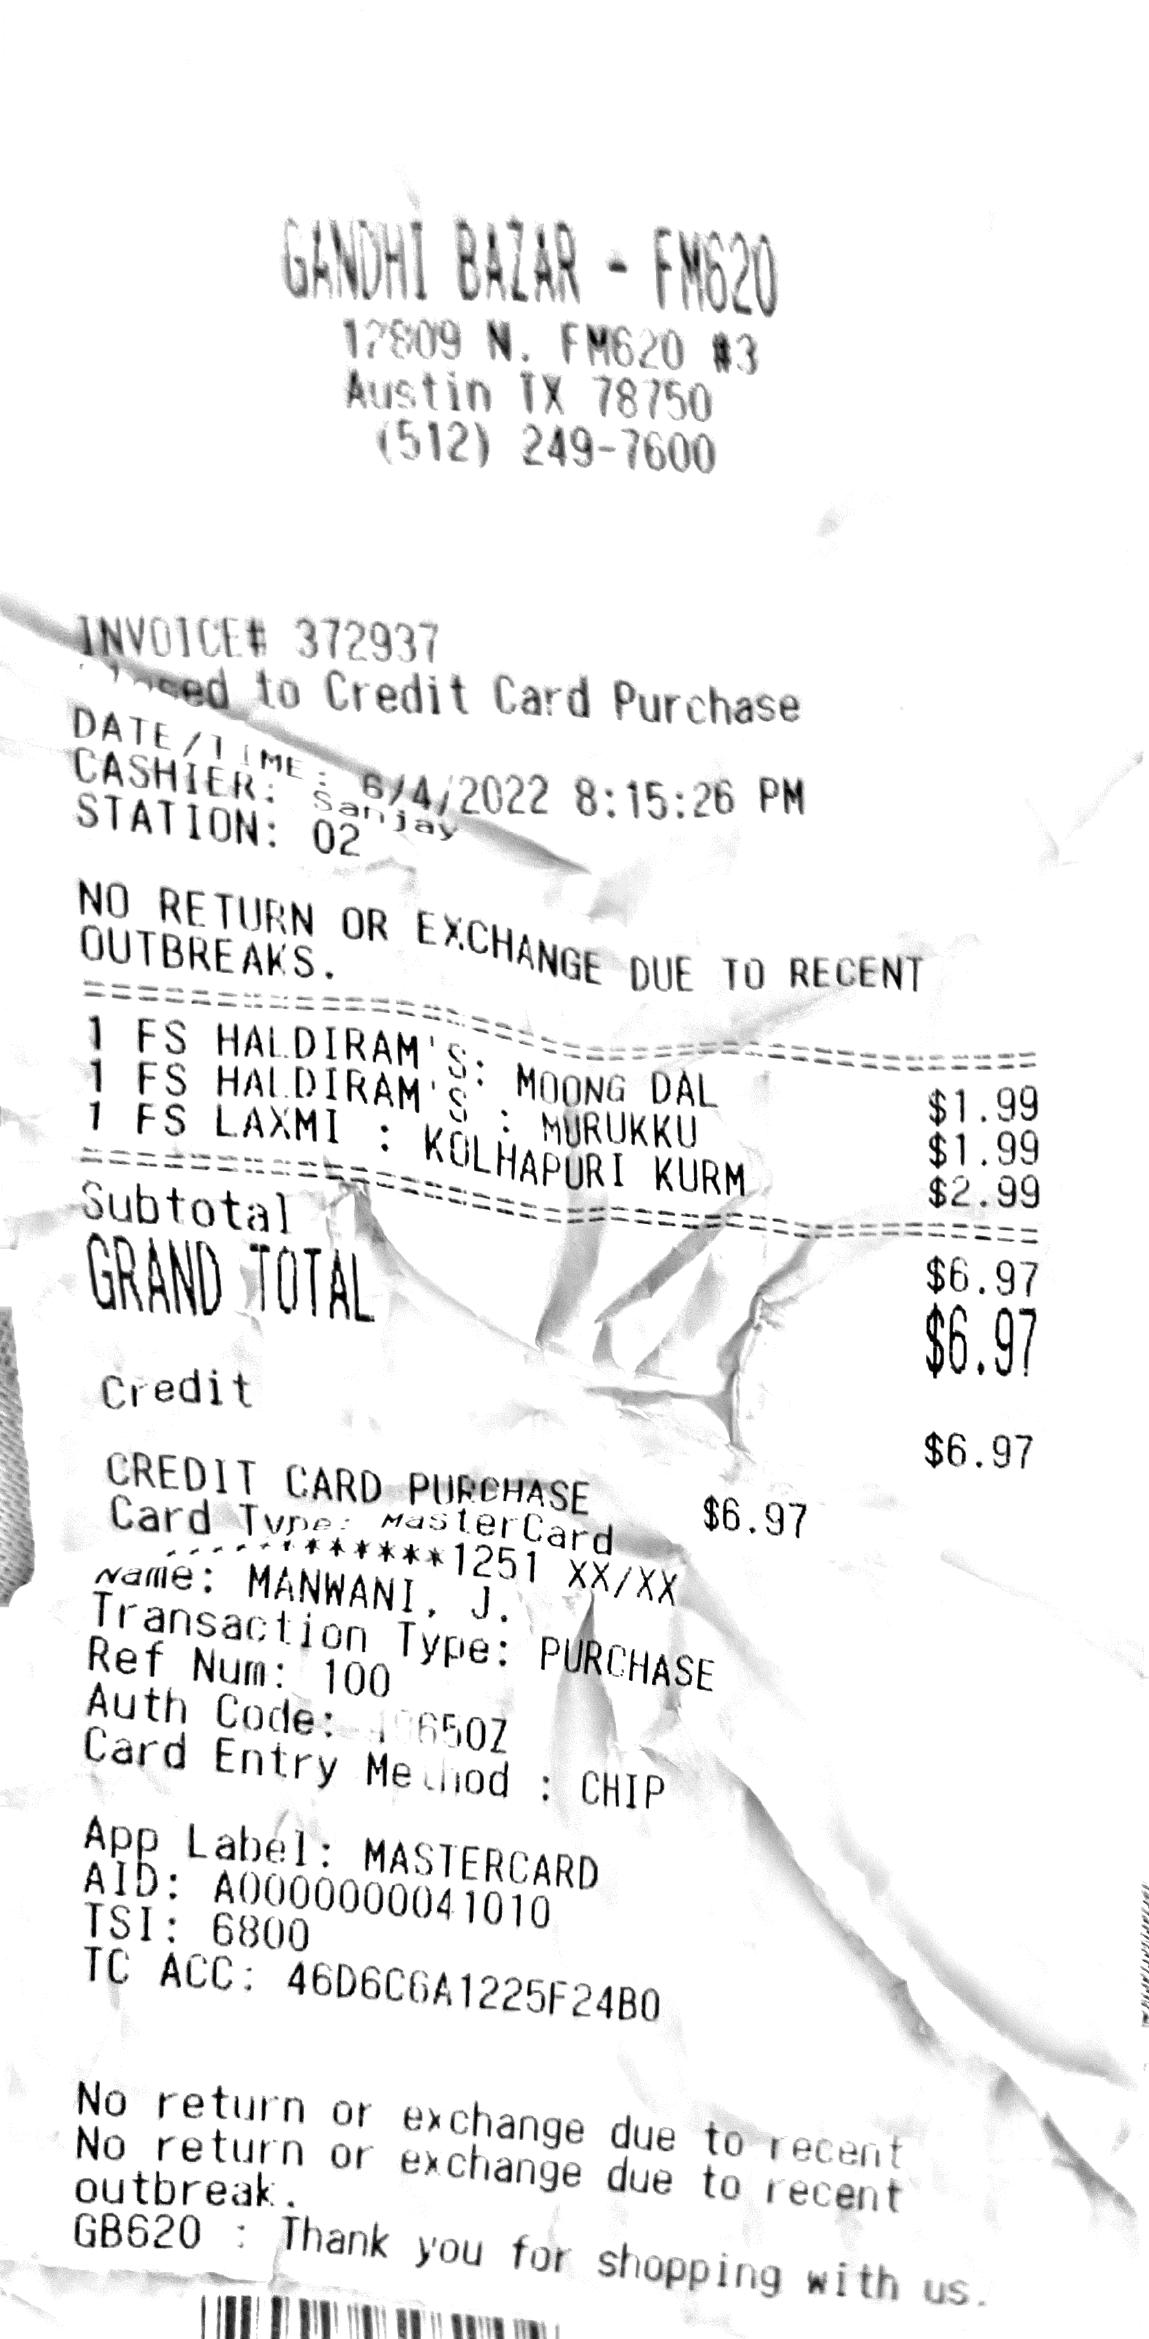 GANDHI BAZAR - FM620
12809 N. FM620 #3
Austin TX 78750
(512) 249-7600
INVOICE# 372937
to Credit Card Purchase
DATE/TIME: 6/4/2022 8:15:26 PM
CASHIER: Sanjay
STATION: 02
NO RETURN OR EXCHANGE DUE TO RECENT
OUTBREAKS.
1 FS HALDIRAM'S: MOONG DAL $1.99
1 FS HALDIRAM'S : MURUKKU $1.99
1 FS LAXMI : KOLHAPURI KURM $2.99
Subtotal $6.97
GRAND TOTAL $6.97
Credit $6.97
CREDIT CARD PURCHASE $6.97
Card Type: MasterCard
1251 XX/XX
Name: MANWANI, J.
Transaction Type: PURCHASE
Ref Num: 100
Auth Code:
Card Entry Method : CHIP
App Label: MASTERCARD
AID: A0000000041010
TSI: 6800
TC ACC: 46D6C6A1225F24B0
No return or exchange due to recent
No return or exchange due to recent
outbreak.
GB620 : Thank you for shopping with us.